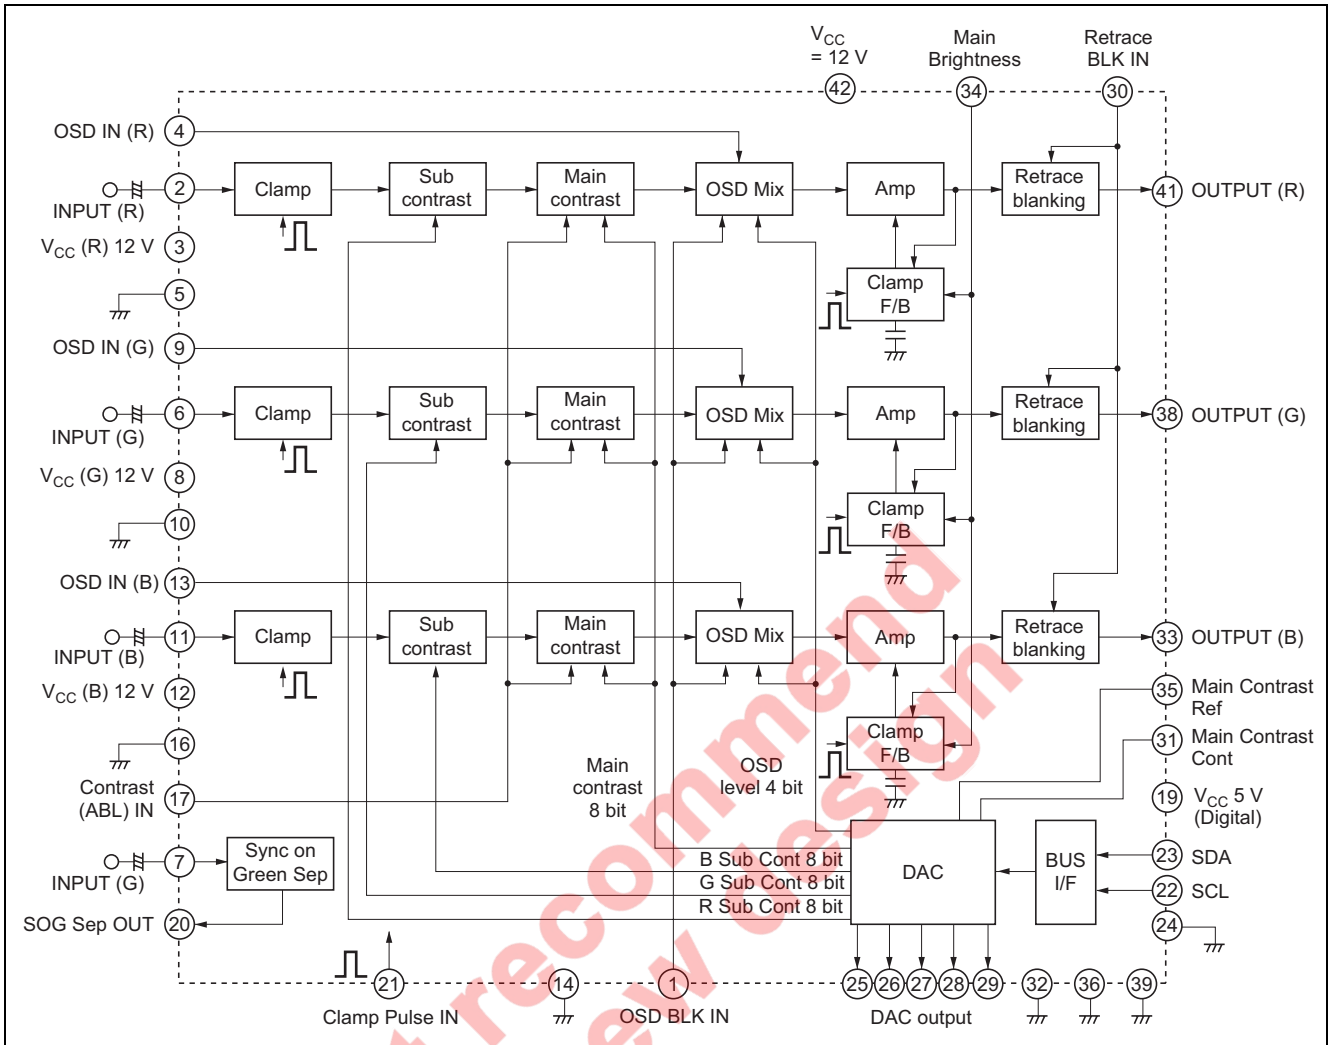 V_CC
= 12 V
42
Main
Brightness
34
Retrace
BLK IN
30
OSD IN (R)
4
INPUT (R)
2
Clamp
Sub
contrast
Main
contrast
OSD Mix
Amp
Retrace
blanking
41
OUTPUT (R)
V_CC (R) 12 V
3
5
Clamp
F/B
OSD IN (G)
9
INPUT (G)
6
Clamp
Sub
contrast
Main
contrast
OSD Mix
Amp
Retrace
blanking
38
OUTPUT (G)
V_CC (G) 12 V
8
10
Clamp
F/B
OSD IN (B)
13
INPUT (B)
11
Clamp
Sub
contrast
Main
contrast
OSD Mix
Amp
Retrace
blanking
33
OUTPUT (B)
V_CC (B) 12 V
12
16
Clamp
F/B
35
Main Contrast
Ref
31
Main Contrast
Cont
Contrast
(ABL) IN
17
Main
contrast
8 bit
OSD
level 4 bit
19
V_CC 5 V
(Digital)
INPUT (G)
7
Sync on
Green Sep
SOG Sep OUT
20
B Sub Cont 8 bit
G Sub Cont 8 bit
R Sub Cont 8 bit
DAC
BUS
I/F
23
SDA
22
SCL
24
21
Clamp Pulse IN
14
1
OSD BLK IN
25
26
27
28
29
DAC output
32
36
39
t recommend
ew design